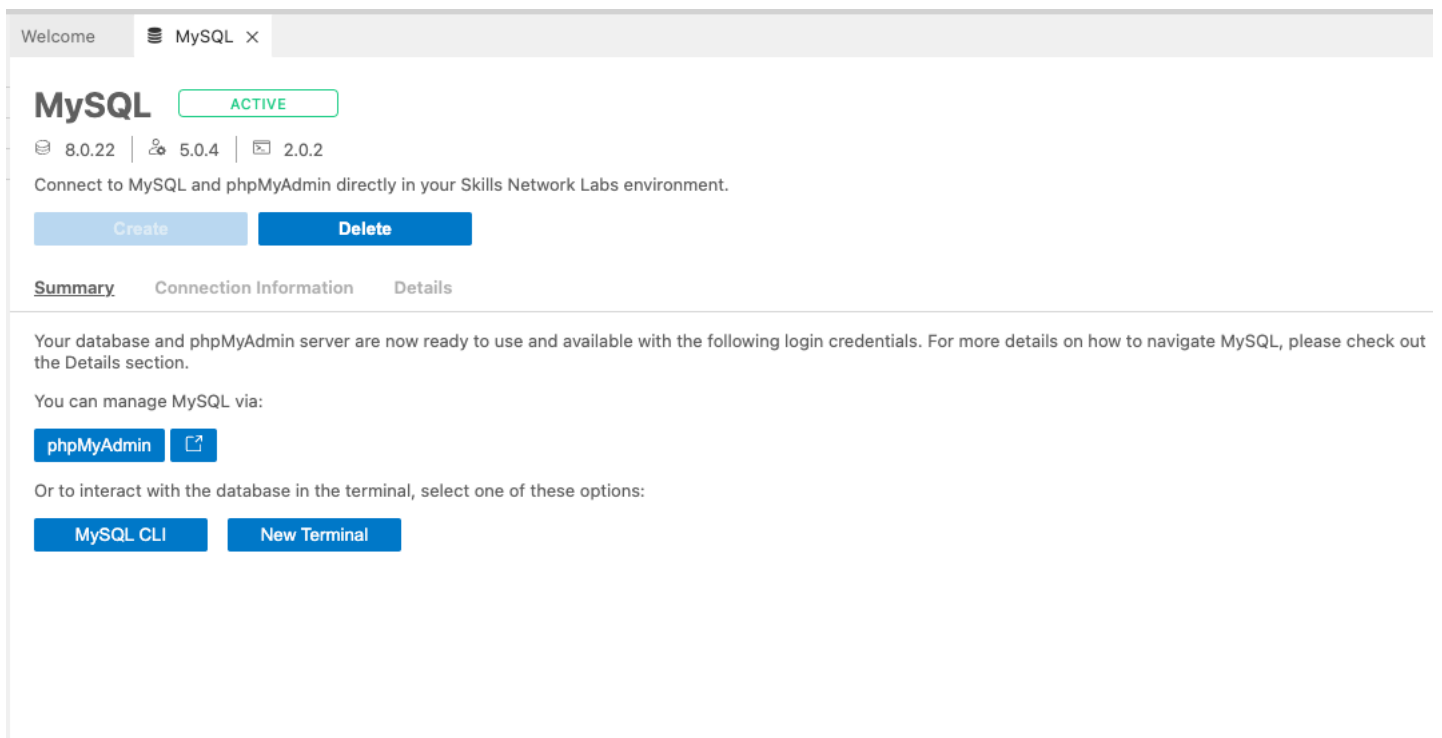 Welcome MySQL
MySQL ACTIVE
8.0.22 5.0.4 2.0.2
Connect to MySQL and phpMyAdmin directly in your Skills Network Labs environment.
Create Delete
Summary Connection Information Details
Your database and phpMyAdmin server are now ready to use and available with the following login credentials. For more details on how to navigate MySQL, please check out
the Details section.
You can manage MySQL via:
phpMyAdmin
Or to interact with the database in the terminal, select one of these options:
MySQL CLI New Terminal